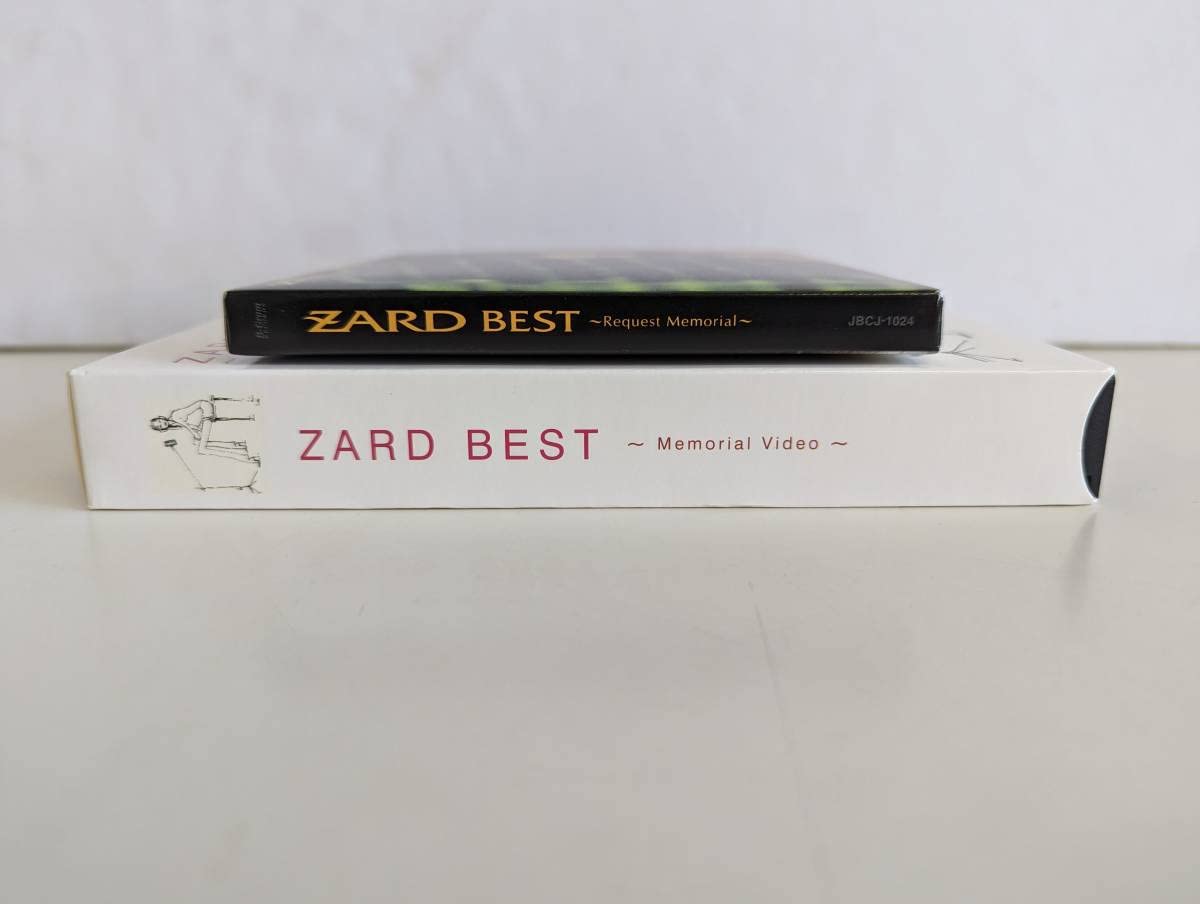 ZARD BEST ~Request Memorial~ JBCJ-1024
ZARD BEST ~ Memorial Video ~